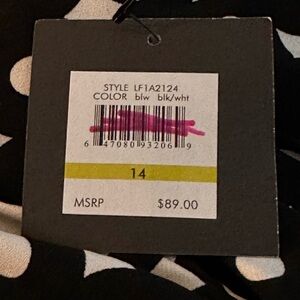 STYLE LF1A2124
COLOR blw blk/wht
6 47080 93206 9
14
MSRP $89.00